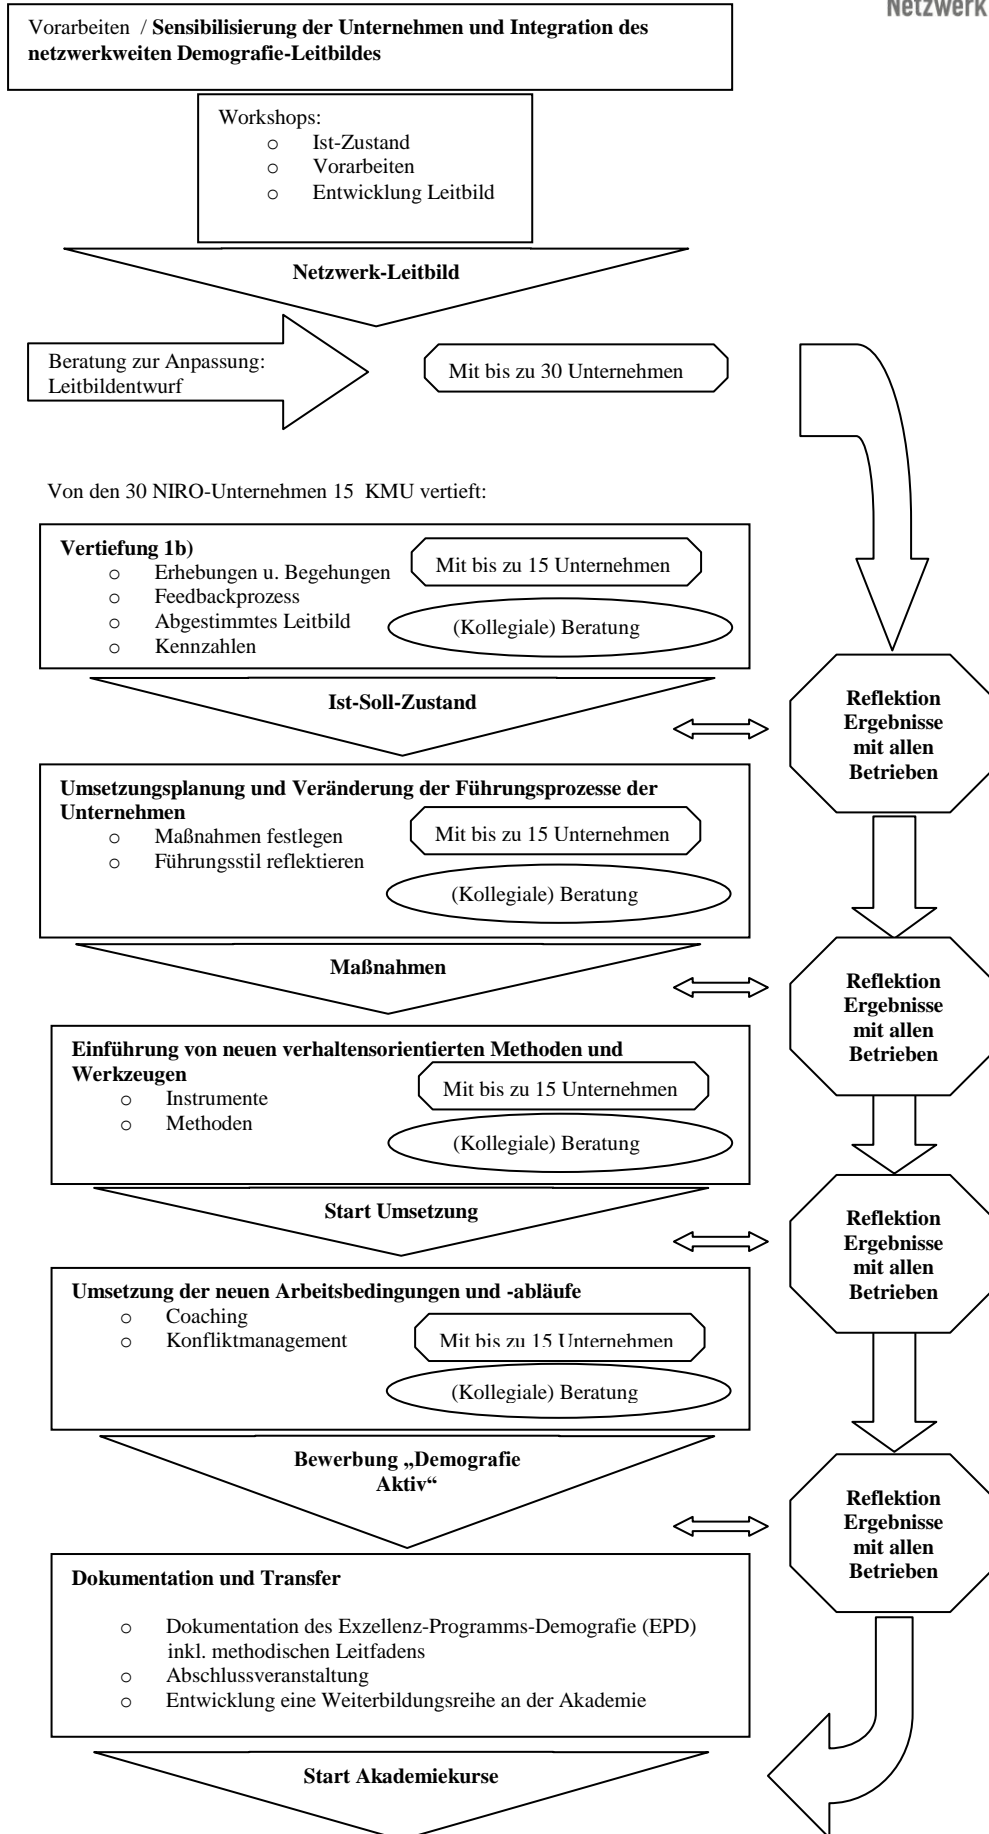 Netzwerk
Vorarbeiten / Sensibilisierung der Unternehmen und Integration des
netzwerkweiten Demografie-Leitbildes
Workshops:
o Ist-Zustand
o Vorarbeiten
o Entwicklung Leitbild
Netzwerk-Leitbild
Beratung zur Anpassung:
Leitbildentwurf
Mit bis zu 30 Unternehmen
Von den 30 NIRO-Unternehmen 15 KMU vertieft:
Vertiefung 1b)
o Erhebungen u. Begehungen
o Feedbackprozess
o Abgestimmtes Leitbild
o Kennzahlen
Mit bis zu 15 Unternehmen
(Kollegiale) Beratung
Ist-Soll-Zustand
Reflektion
Ergebnisse
mit allen
Betrieben
Umsetzungsplanung und Veränderung der Führungsprozesse der
Unternehmen
o Maßnahmen festlegen
o Führungsstil reflektieren
Mit bis zu 15 Unternehmen
(Kollegiale) Beratung
Maßnahmen
Reflektion
Ergebnisse
mit allen
Betrieben
Einführung von neuen verhaltensorientierten Methoden und
Werkzeugen
o Instrumente
o Methoden
Mit bis zu 15 Unternehmen
(Kollegiale) Beratung
Start Umsetzung
Reflektion
Ergebnisse
mit allen
Betrieben
Umsetzung der neuen Arbeitsbedingungen und -abläufe
o Coaching
o Konfliktmanagement
Mit bis zu 15 Unternehmen
(Kollegiale) Beratung
Bewerbung „Demografie
Aktiv“
Reflektion
Ergebnisse
mit allen
Betrieben
Dokumentation und Transfer
o Dokumentation des Exzellenz-Programms-Demografie (EPD)
inkl. methodischen Leitfadens
o Abschlussveranstaltung
o Entwicklung eine Weiterbildungsreihe an der Akademie
Start Akademiekurse